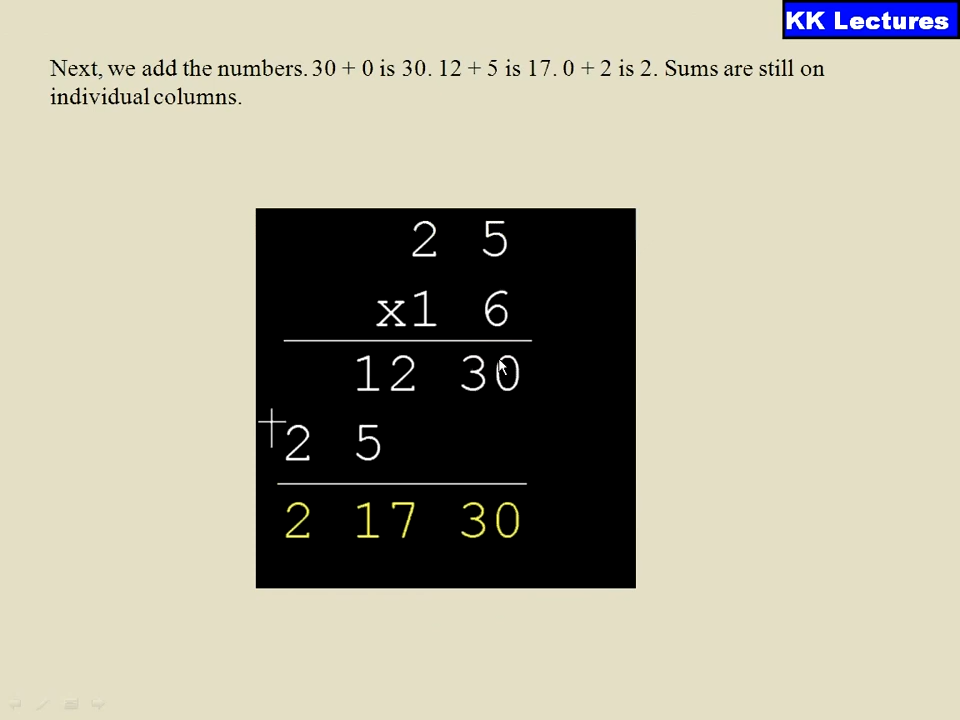 KK Lectures
Next, we add the numbers. 30 + 0 is 30. 12 + 5 is 17. 0 + 2 is 2. Sums are still on
individual columns.
2 5
x1 6
12 30
+2 5
2 17 30